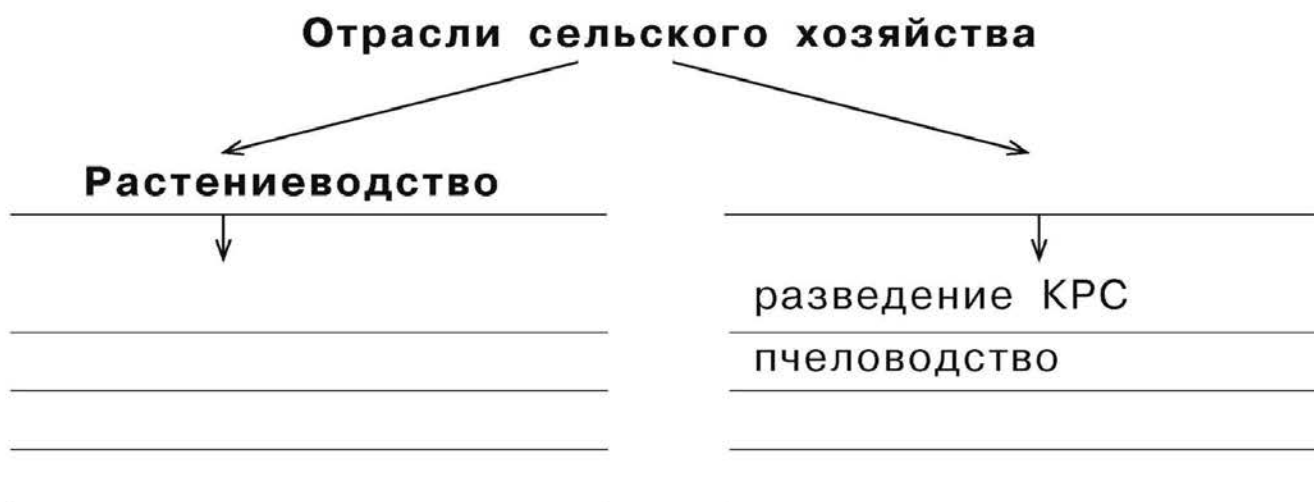 Отрасли сельского хозяйства
Растениеводство
разведение КРС
пчеловодство